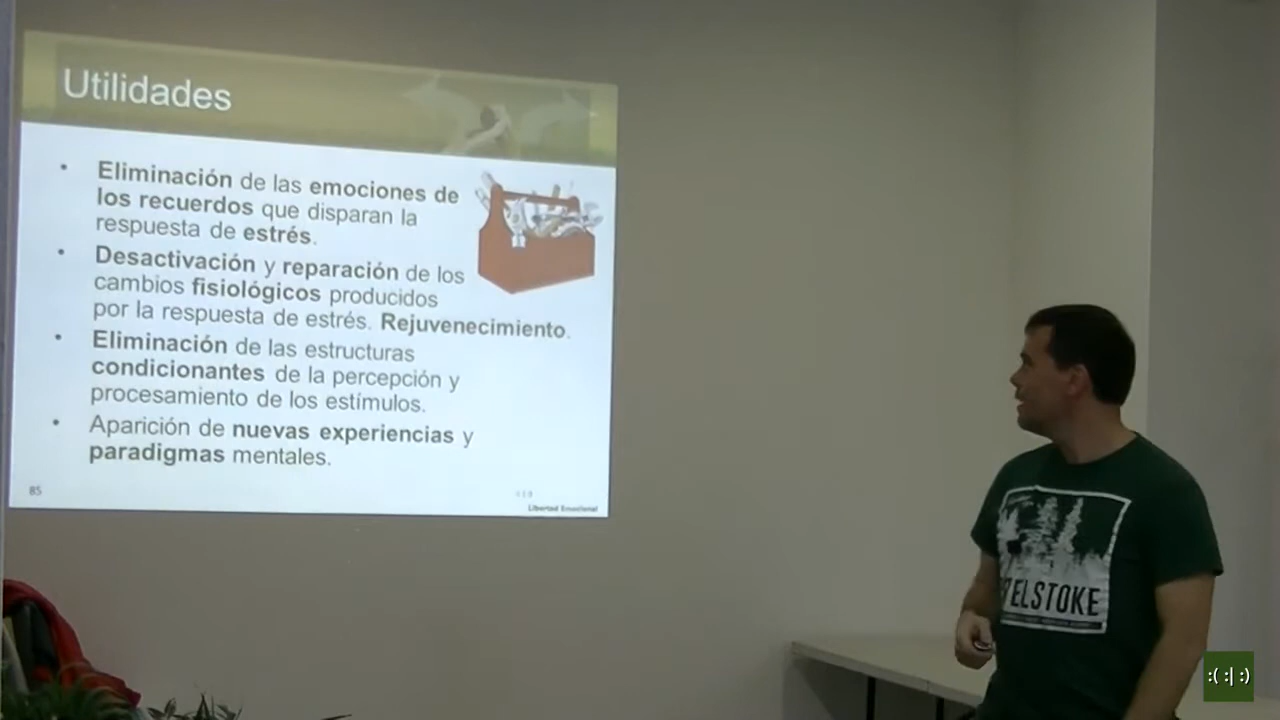 Utilidades
• Eliminación de las emociones de
los recuerdos que disparan la
respuesta de estrés.
• Desactivación y reparación de los
cambios fisiológicos producidos
por la respuesta de estrés. Rejuvenecimiento.
• Eliminación de las estructuras
condicionantes de la percepción y
procesamiento de los estímulos.
• Aparición de nuevas experiencias y
paradigmas mentales.
85
Libertad Emocional
ELSTOKE
:( :| :)